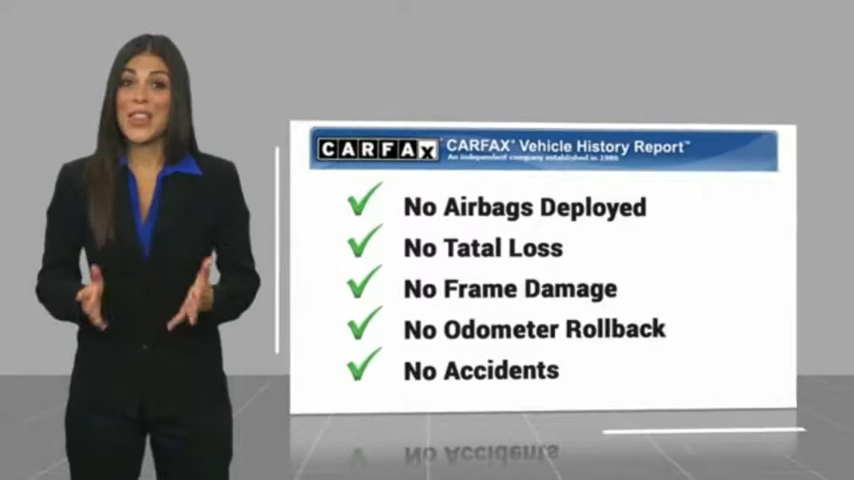 CARFAX CARFAX® Vehicle History Report™
An independent company established in 1986
No Airbags Deployed
No Tatal Loss
No Frame Damage
No Odometer Rollback
No Accidents